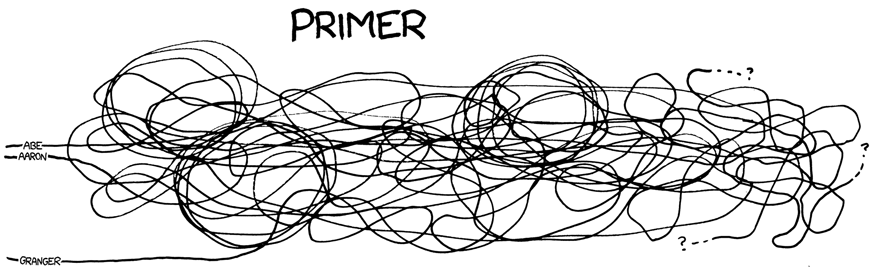 PRIMER
?
ABE
AARON
?
?
GRANGER